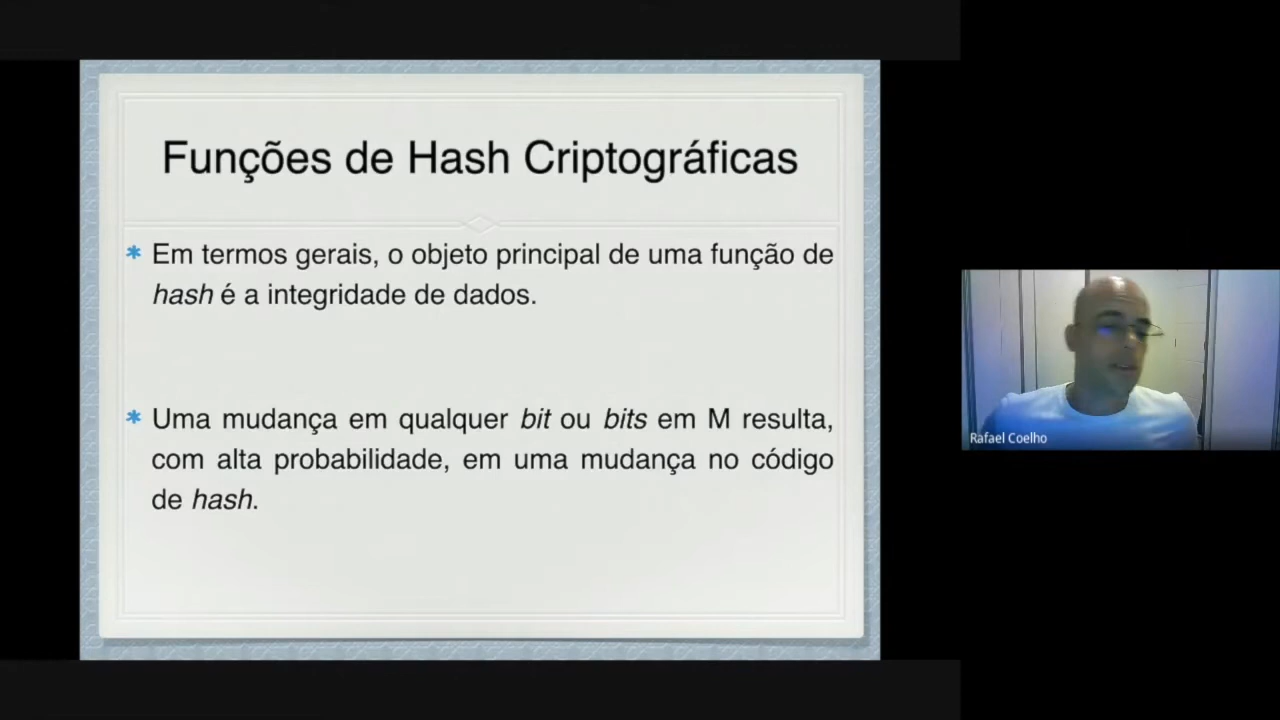 Funções de Hash Criptográficas
Em termos gerais, o objeto principal de uma função de
hash é a integridade de dados.
Uma mudança em qualquer bit ou bits em M resulta,
com alta probabilidade, em uma mudança no código
de hash.
Rafael Coelho